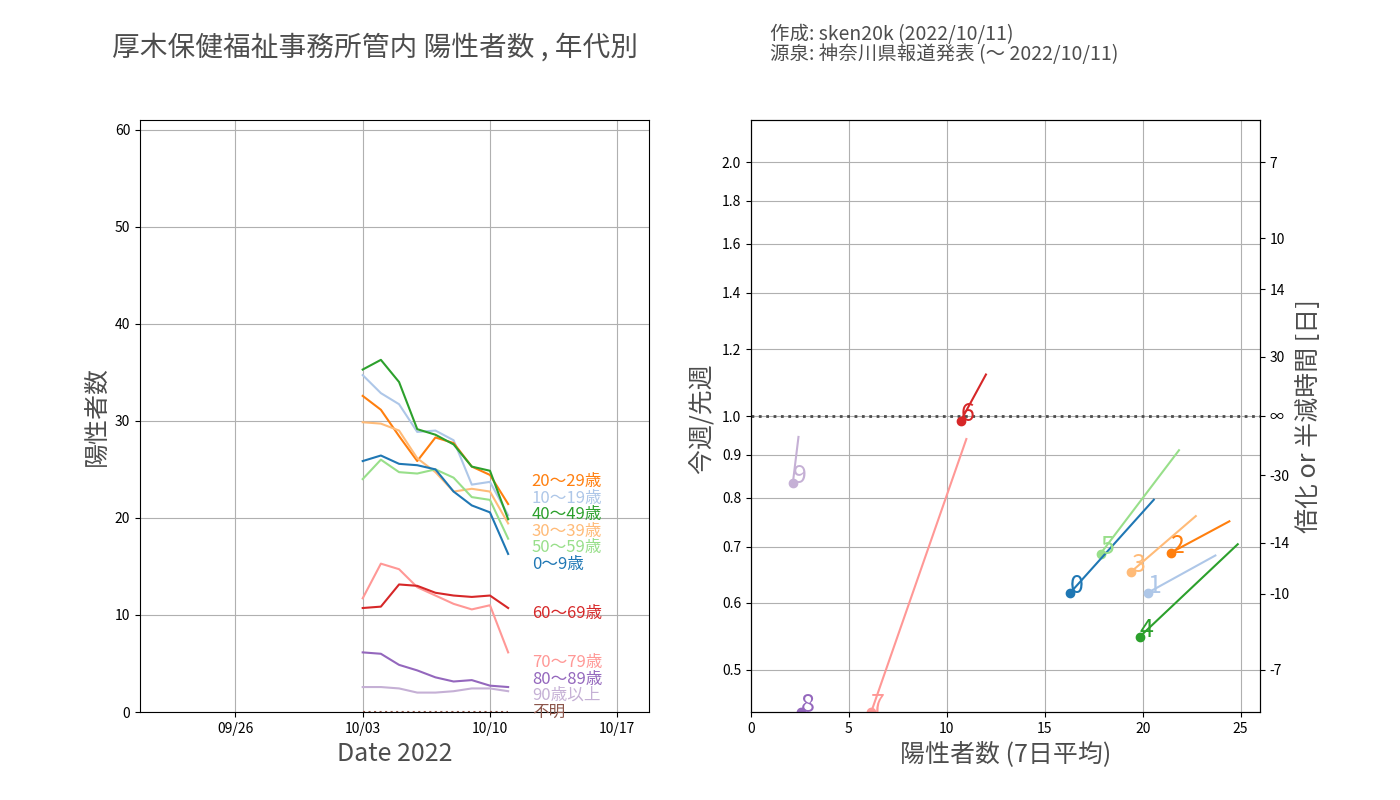 厚木保健福祉事務所管内 陽性者数 , 年代別
作成: sken20k (2022/10/11)
源泉: 神奈川県報道発表 (〜 2022/10/11)
陽性者数
60
50
40
30
20
10
0
09/26
10/03
10/10
10/17
Date 2022
20〜29歳
10〜19歳
40〜49歳
30〜39歳
50〜59歳
0〜9歳
60〜69歳
70〜79歳
80〜89歳
90歳以上
不明
今週/先週
2.0
1.8
1.6
1.4
1.2
1.0
0.9
0.8
0.7
0.6
0.5
6
9
5
2
3
0
1
4
8
7
0
5
10
15
20
25
陽性者数 (7日平均)
7
10
14
30
∞
-30
-14
-10
-7
倍化 or 半減時間 [日]